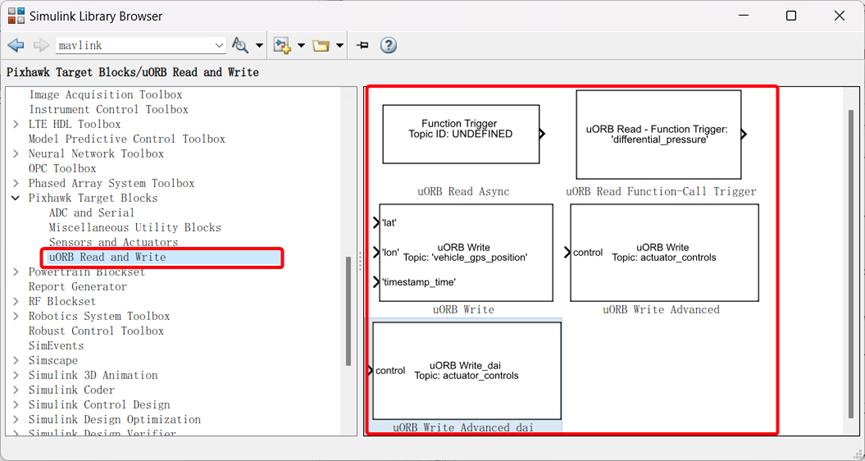 Simulink Library Browser
mavlink
Pixhawk Target Blocks/uORB Read and Write
Image Acquisition Toolbox
Instrument Control Toolbox
LTE HDL Toolbox
Model Predictive Control Toolbox
Neural Network Toolbox
OPC Toolbox
Phased Array System Toolbox
Pixhawk Target Blocks
ADC and Serial
Miscellaneous Utility Blocks
Sensors and Actuators
uORB Read and Write
Powertrain Blockset
Report Generator
RF Blockset
Robotics System Toolbox
Robust Control Toolbox
SimEvents
Simscape
Simulink 3D Animation
Simulink Coder
Simulink Control Design
Simulink Design Optimization
Simulink Design Verifier
Function Trigger
Topic ID: UNDEFINED
uORB Read Async
uORB Read - Function Trigger:
'differential_pressure'
uORB Read Function-Call Trigger
'lat'
'lon'
'timestamp_time'
uORB Write
Topic: 'vehicle_gps_position'
uORB Write
control
uORB Write
Topic: actuator_controls
uORB Write Advanced
control
uORB Write_dai
Topic: actuator_controls
uORB Write Advanced dai